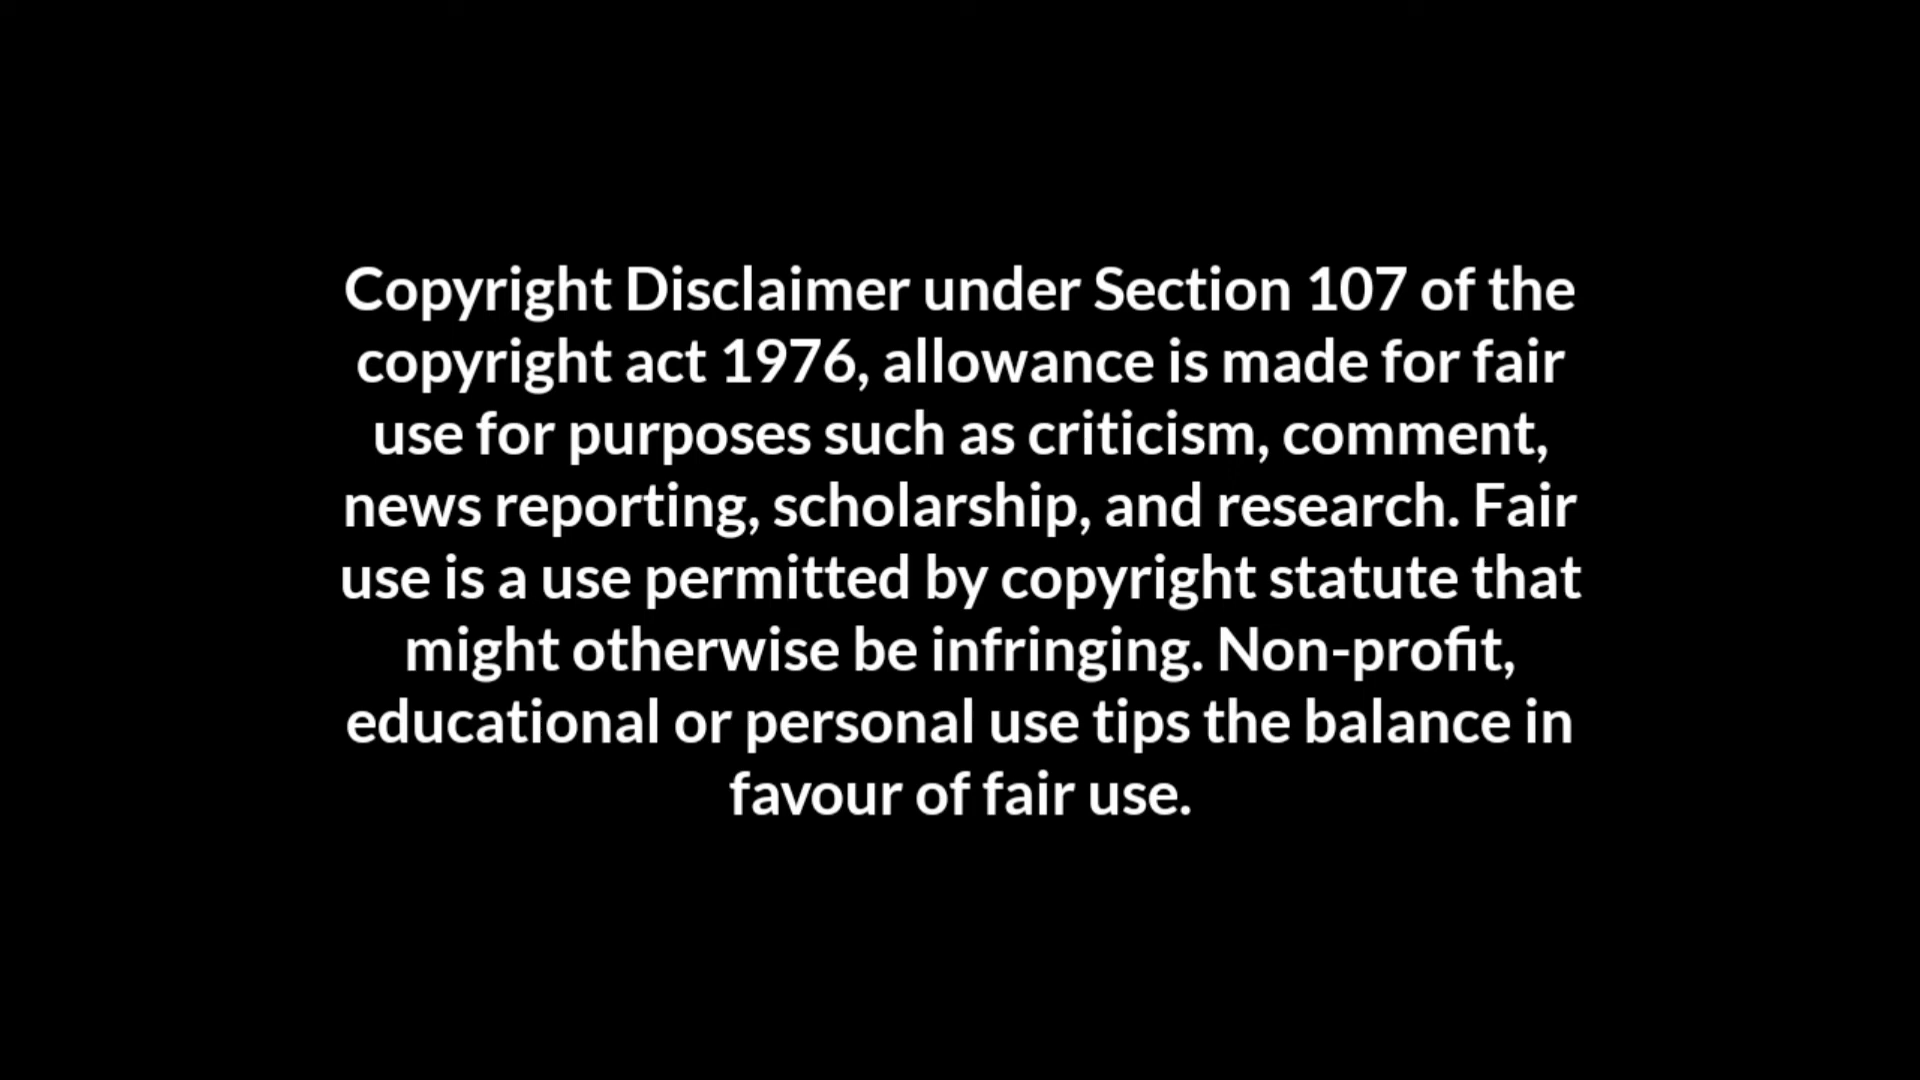 Copyright Disclaimer under Section 107 of the
copyright act 1976, allowance is made for fair
use for purposes such as criticism, comment,
news reporting, scholarship, and research. Fair
use is a use permitted by copyright statute that
might otherwise be infringing. Non-profit,
educational or personal use tips the balance in
favour of fair use.